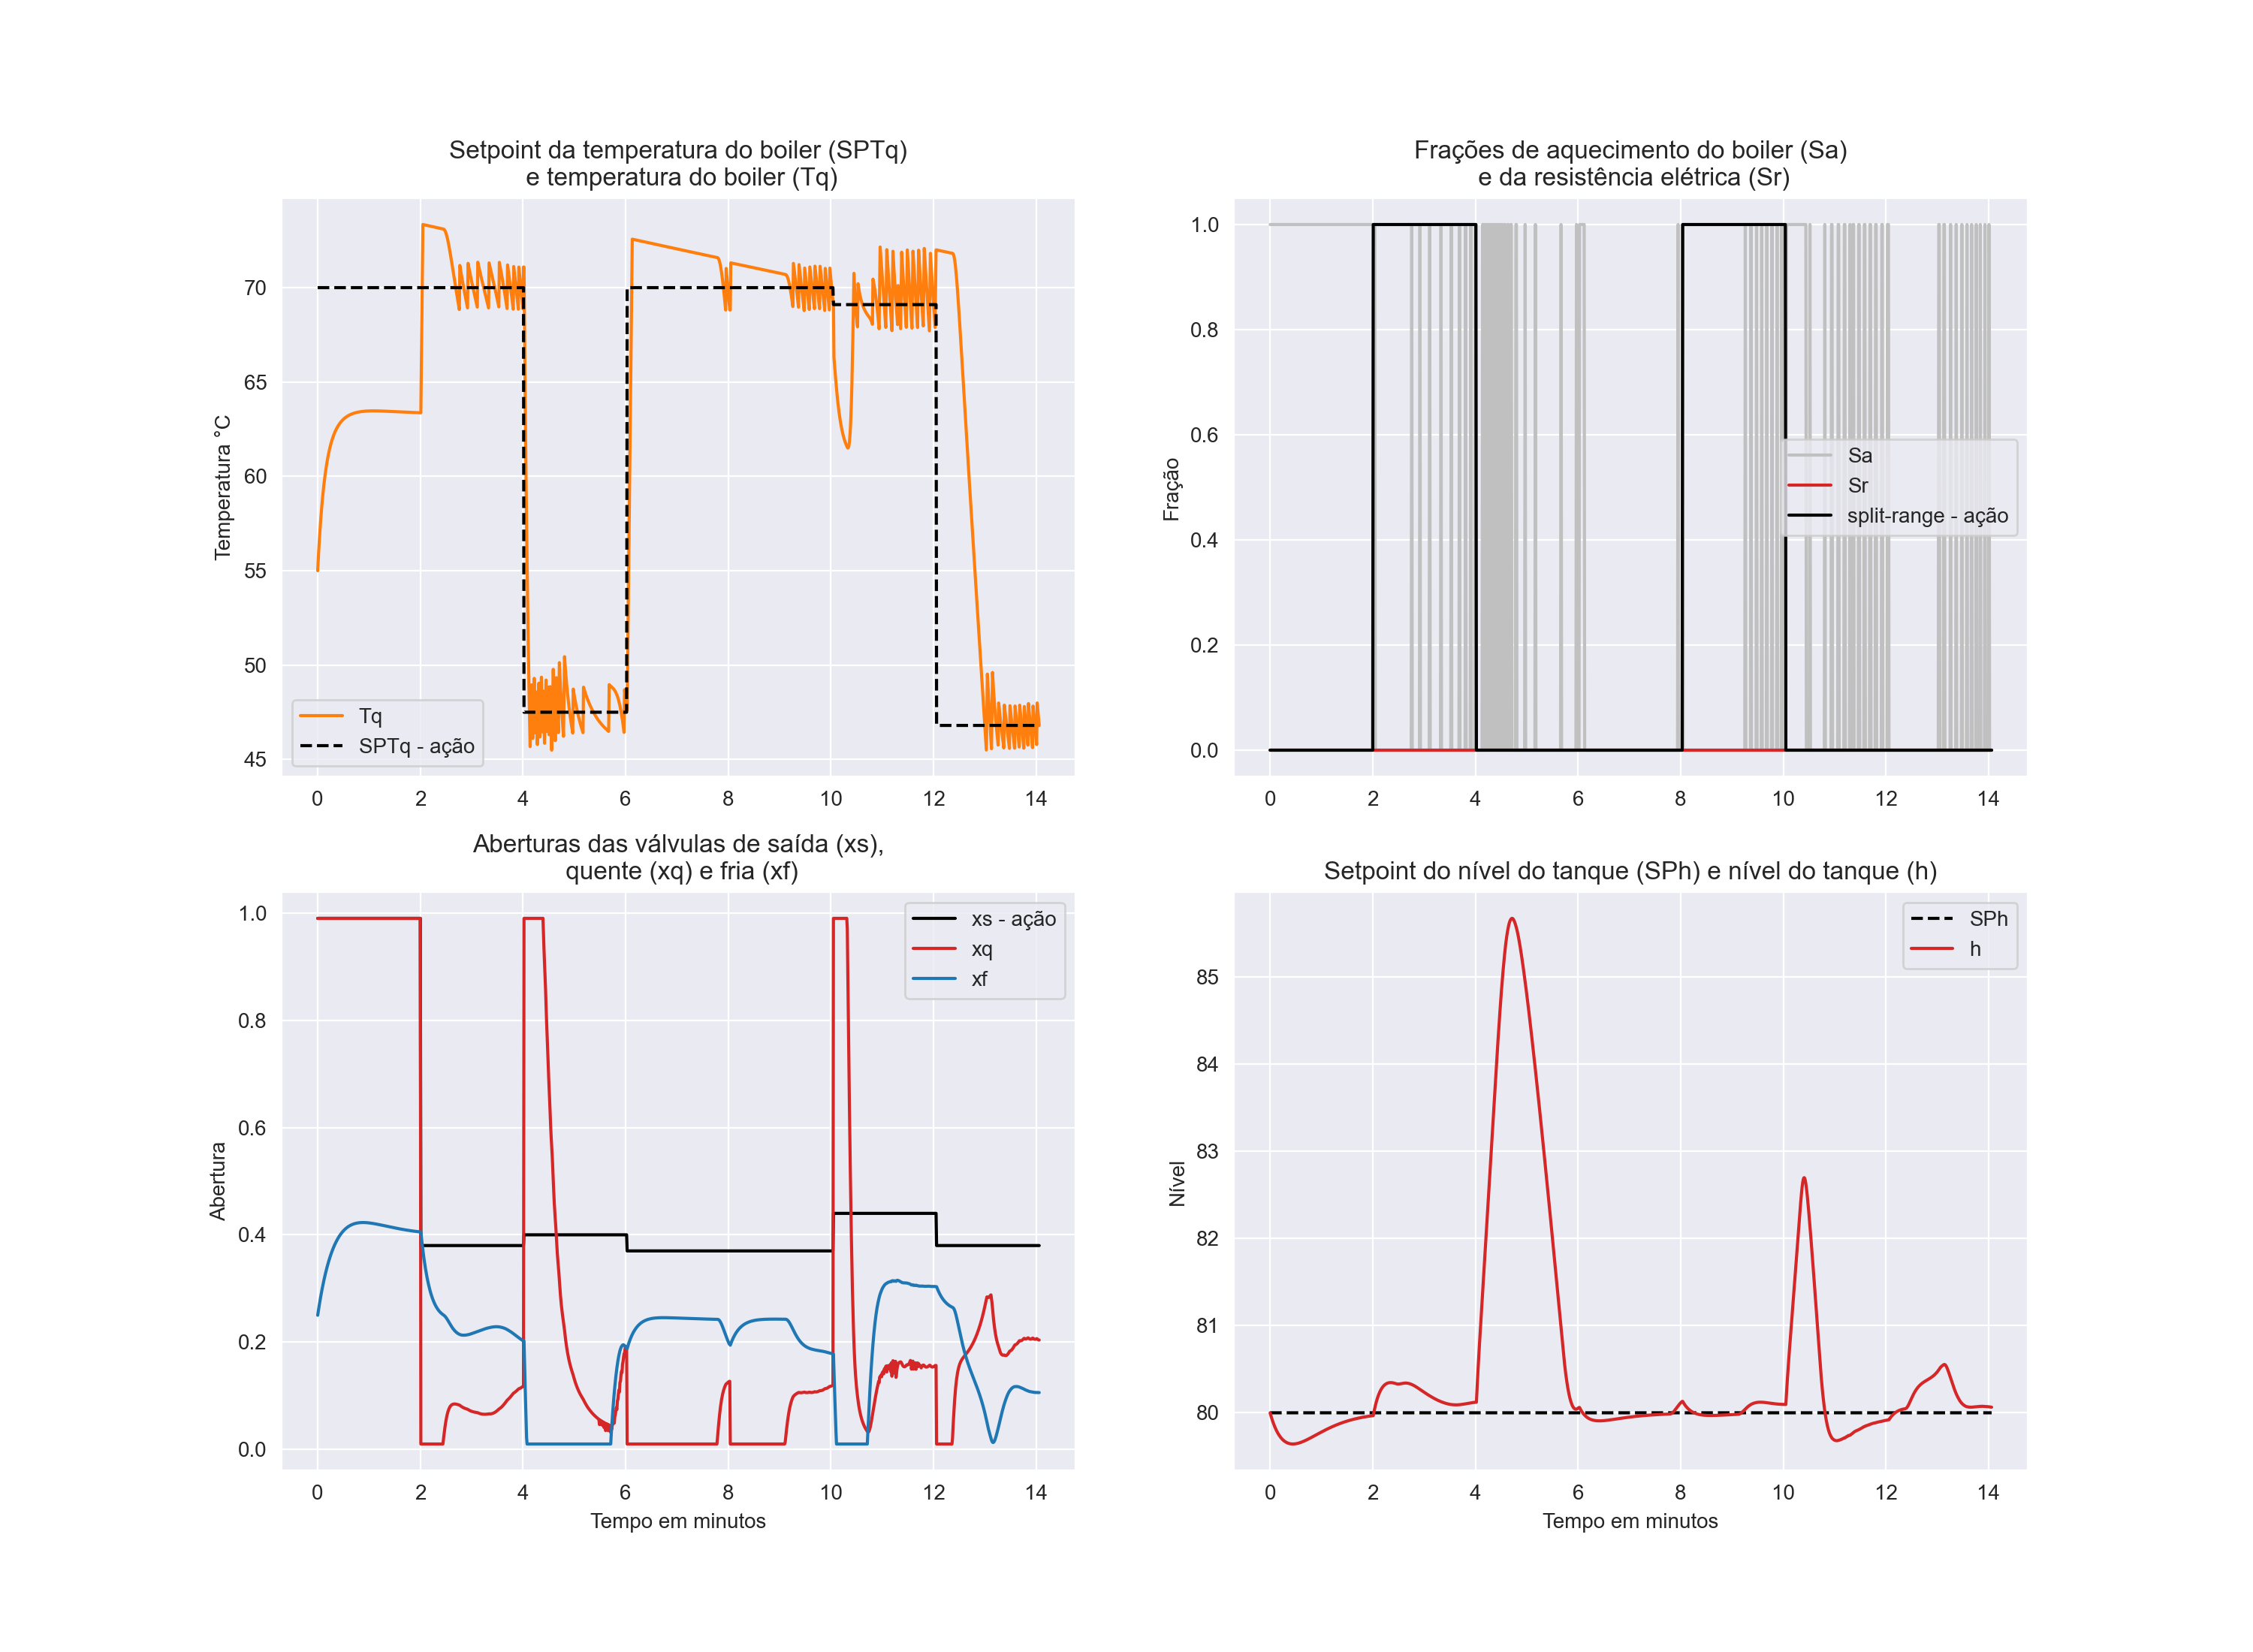 Setpoint da temperatura do boiler (SPTq)
e temperatura do boiler (Tq)
Temperatura °C
70
65
60
55
50
45
Tq
SPTq - ação
0 2 4 6 8 10 12 14
Frações de aquecimento do boiler (Sa)
e da resistência elétrica (Sr)
Fração
1.0
0.8
0.6
0.4
0.2
0.0
Sa
Sr
split-range - ação
0 2 4 6 8 10 12 14
Aberturas das válvulas de saída (xs),
quente (xq) e fria (xf)
Abertura
1.0
0.8
0.6
0.4
0.2
0.0
xs - ação
xq
xf
0 2 4 6 8 10 12 14
Tempo em minutos
Setpoint do nível do tanque (SPh) e nível do tanque (h)
Nível
85
84
83
82
81
80
SPh
h
0 2 4 6 8 10 12 14
Tempo em minutos